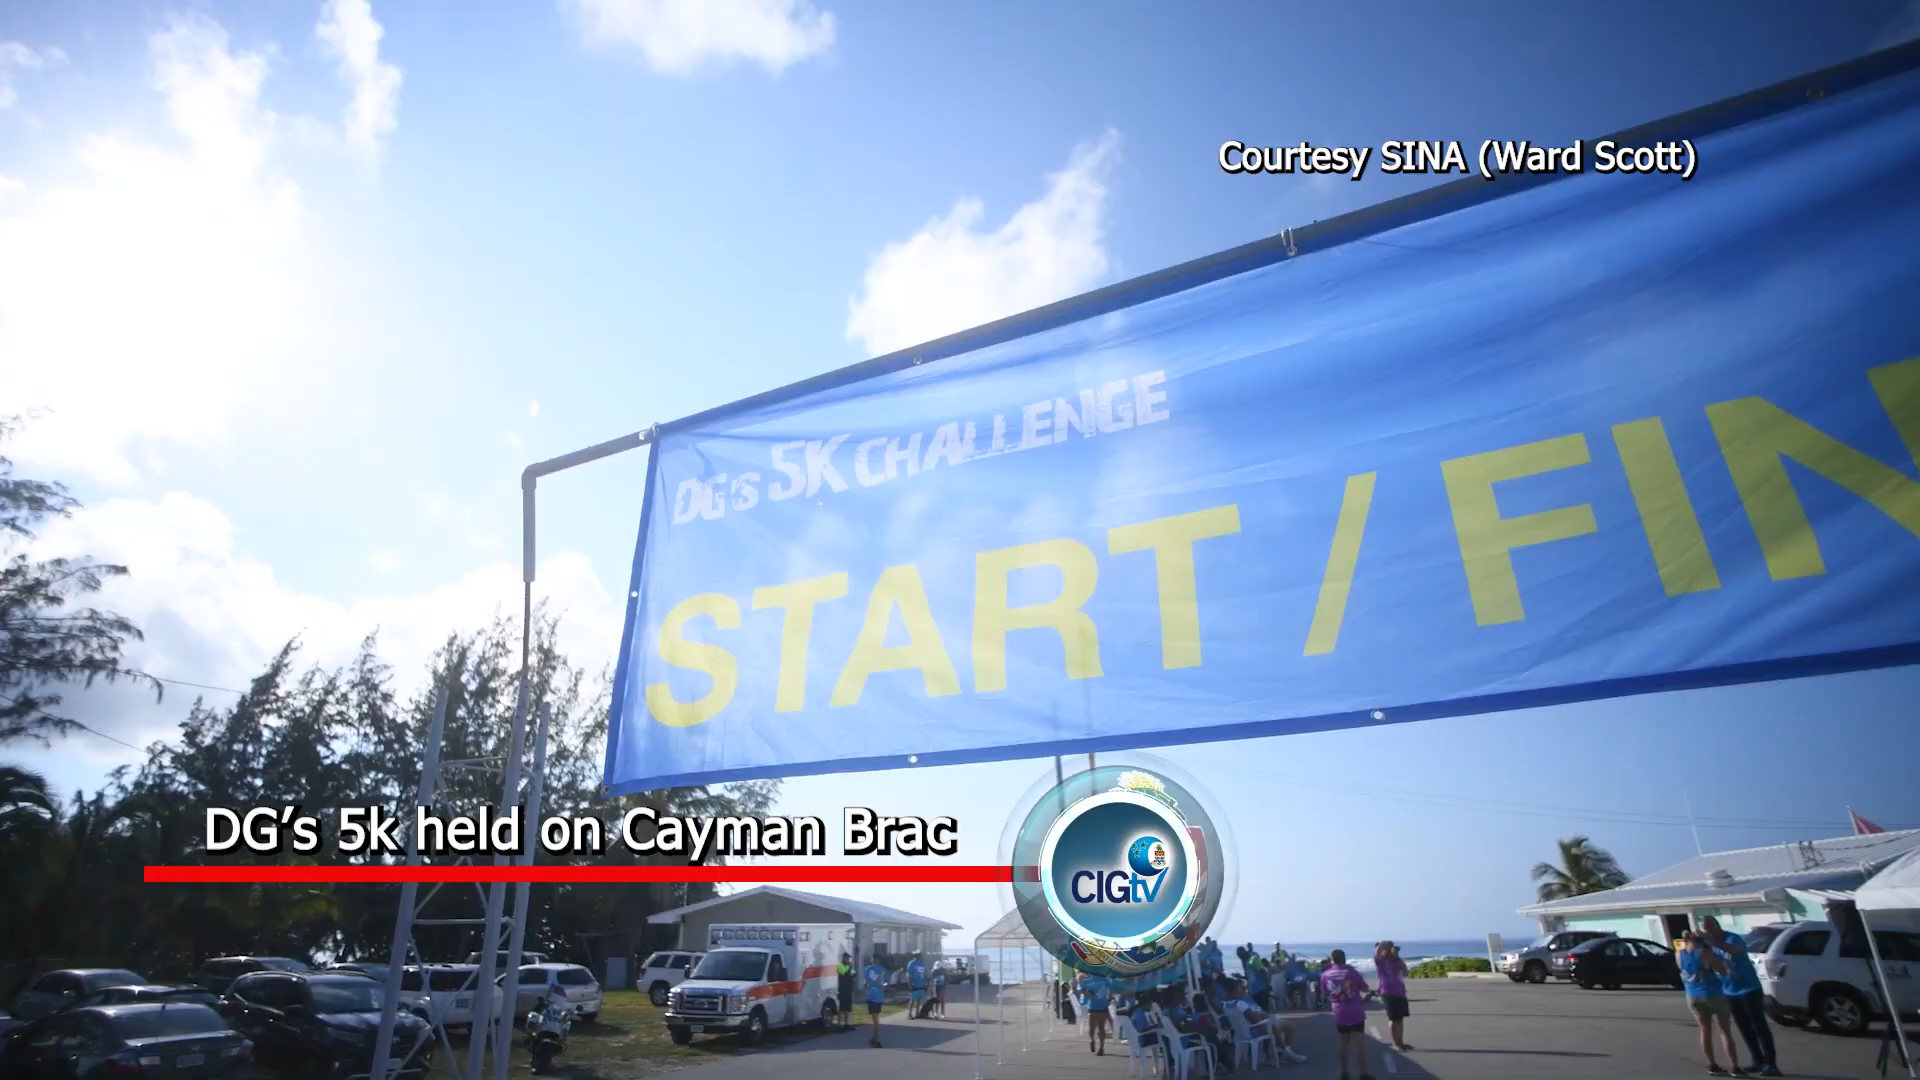 Courtesy SINA (Ward Scott)
DG's 5K CHALLENGE
START / FIN
DG's 5k held on Cayman Brac
CIGtv